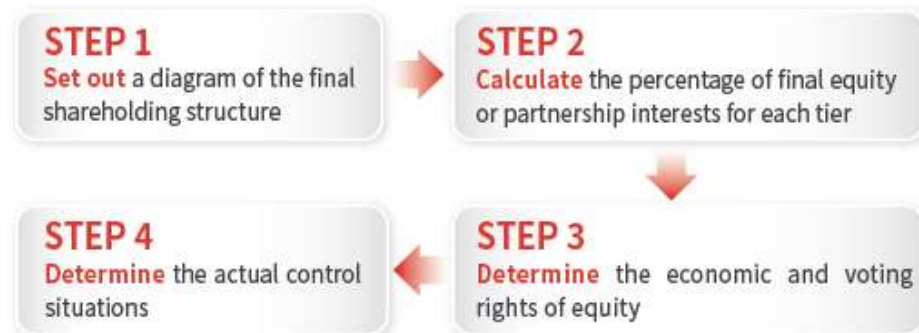 STEP 1
Set out a diagram of the final
shareholding structure
STEP 2
Calculate the percentage of final equity
or partnership interests for each tier
STEP 3
Determine the economic and voting
rights of equity
STEP 4
Determine the actual control
situations